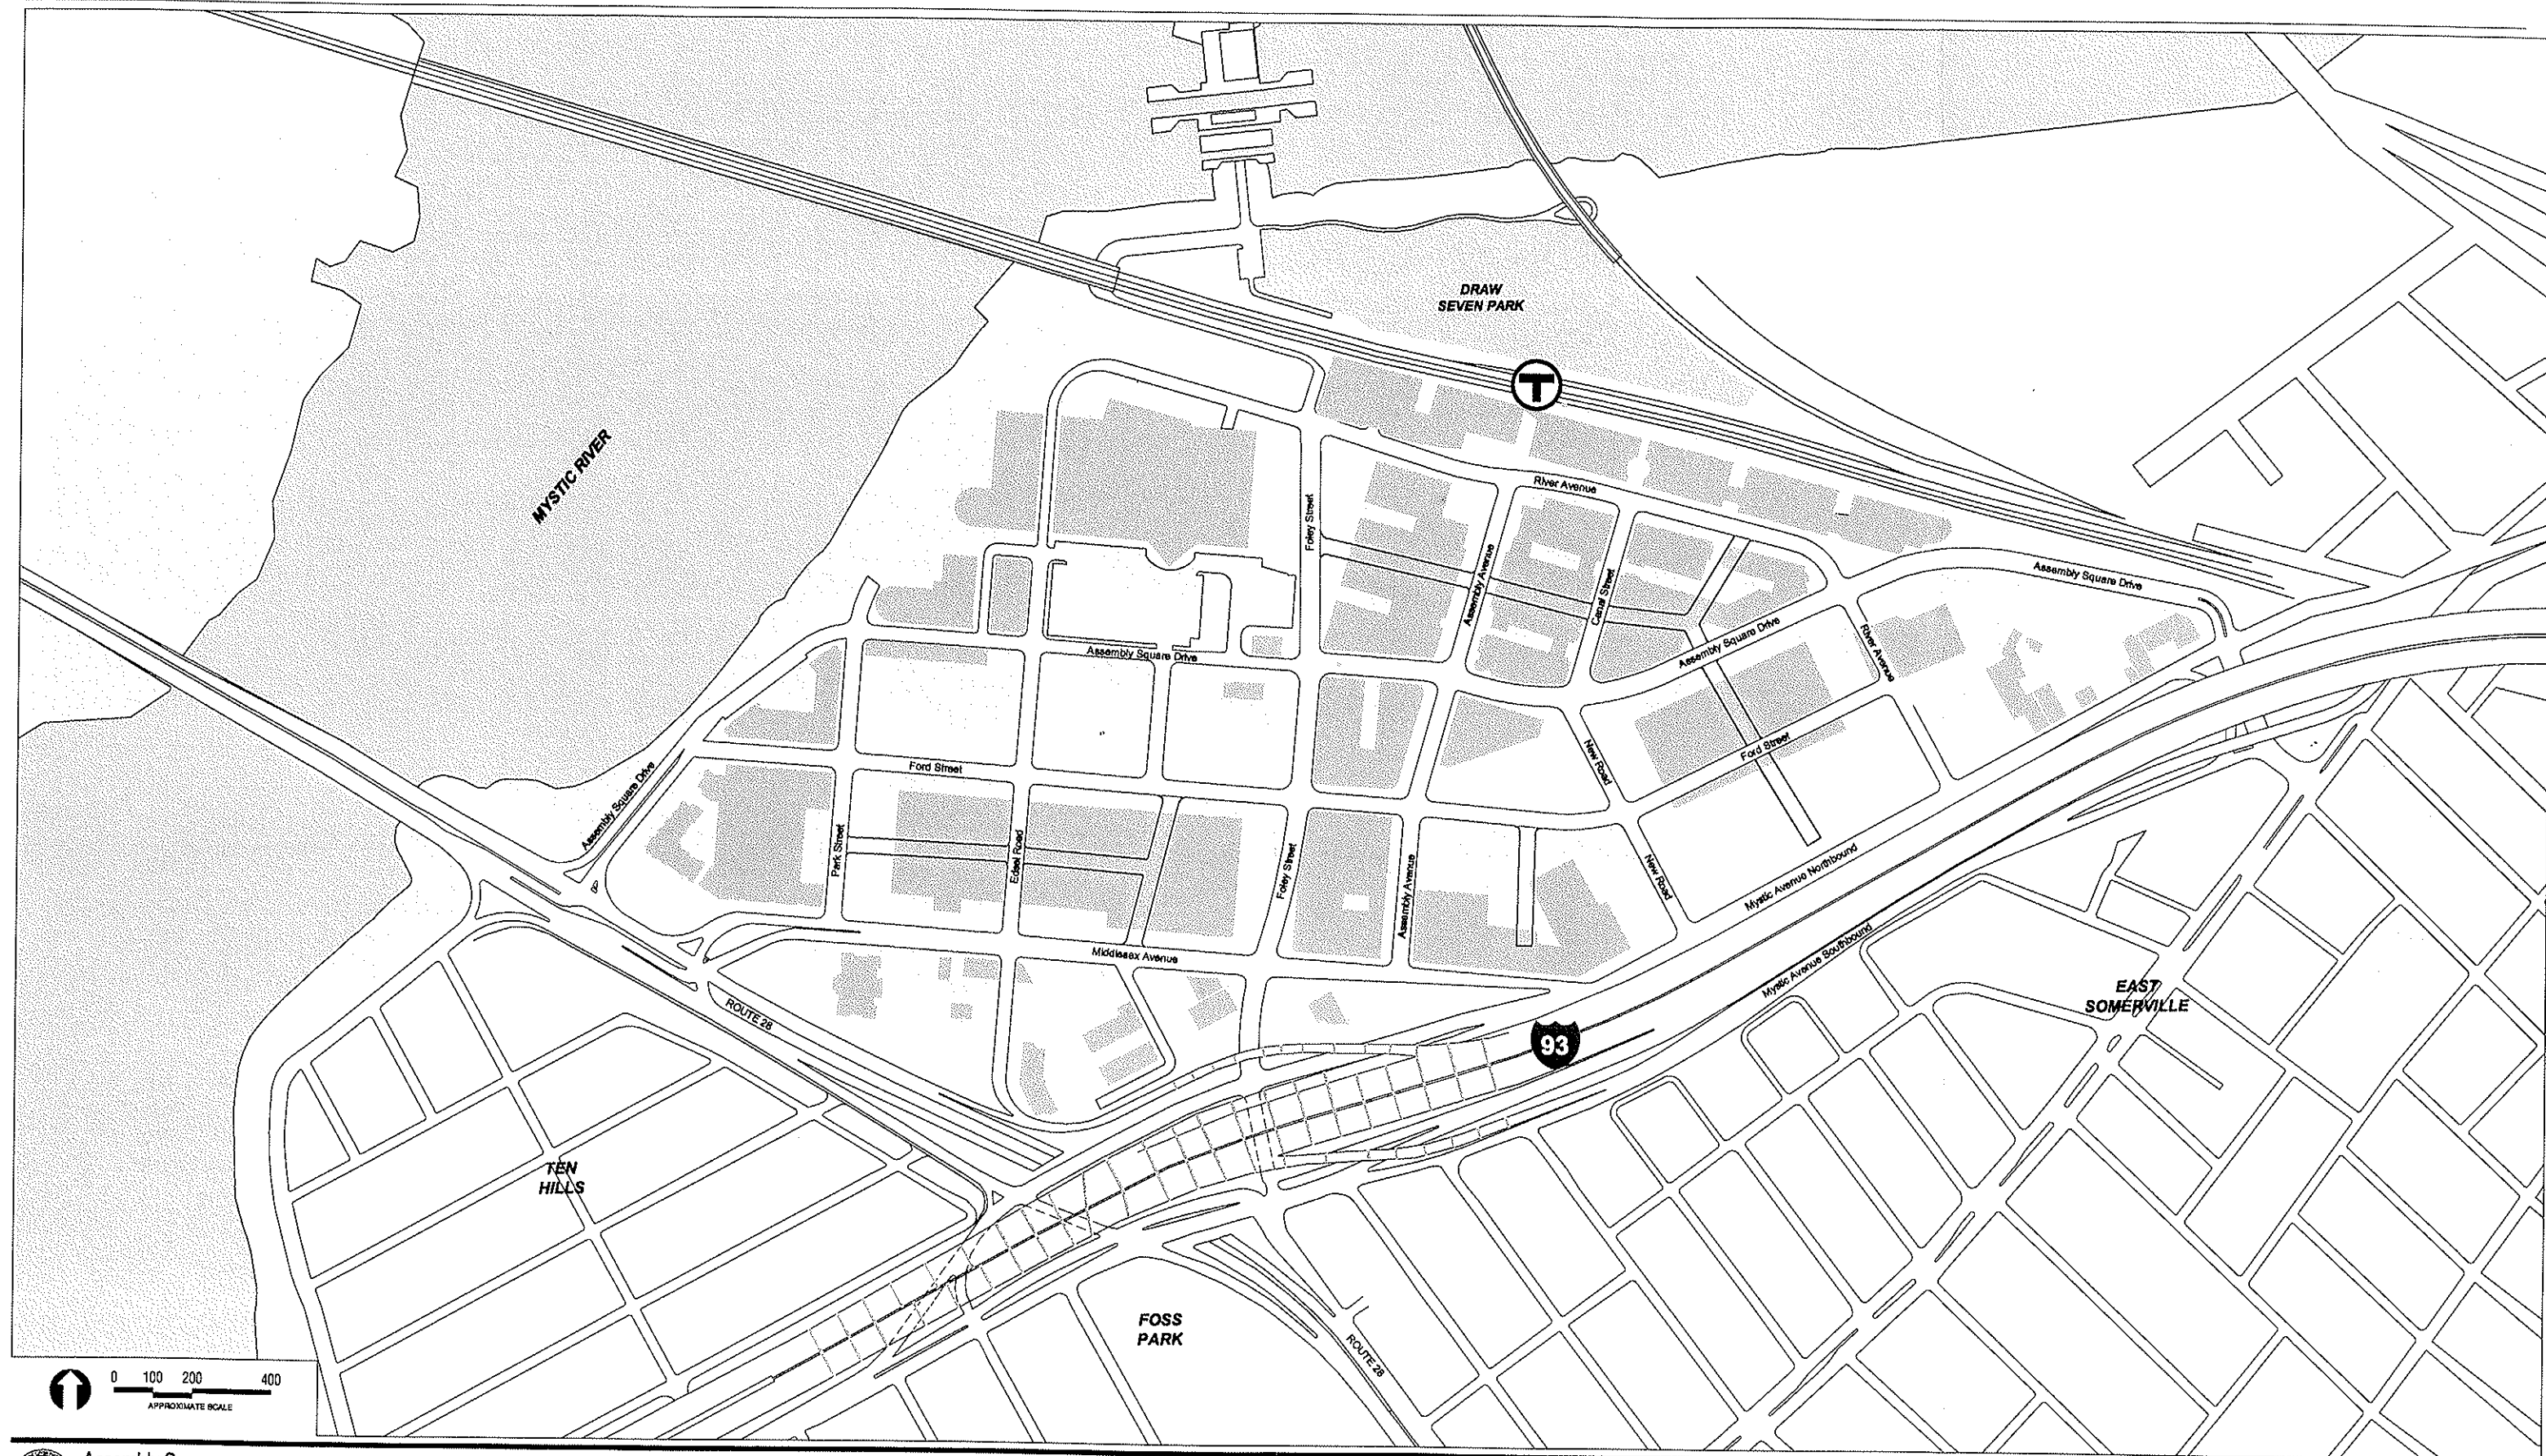 DRAW
SEVEN PARK
T
MYSTIC RIVER
River Avenue
Foley Street
Assembly Avenue
Canal Street
Assembly Square Drive
Assembly Square Drive
Assembly Square Drive
River Avenue
New Road
Ford Street
Ford Street
Assembly Square Drive
Park Street
Edsel Road
Foley Street
Assembly Avenue
New Road
Mystic Avenue Northbound
Middlesex Avenue
Mystic Avenue Southbound
EAST
SOMERVILLE
ROUTE 28
93
TEN
HILLS
FOSS
PARK
ROUTE 28
0 100 200 400
APPROXIMATE SCALE